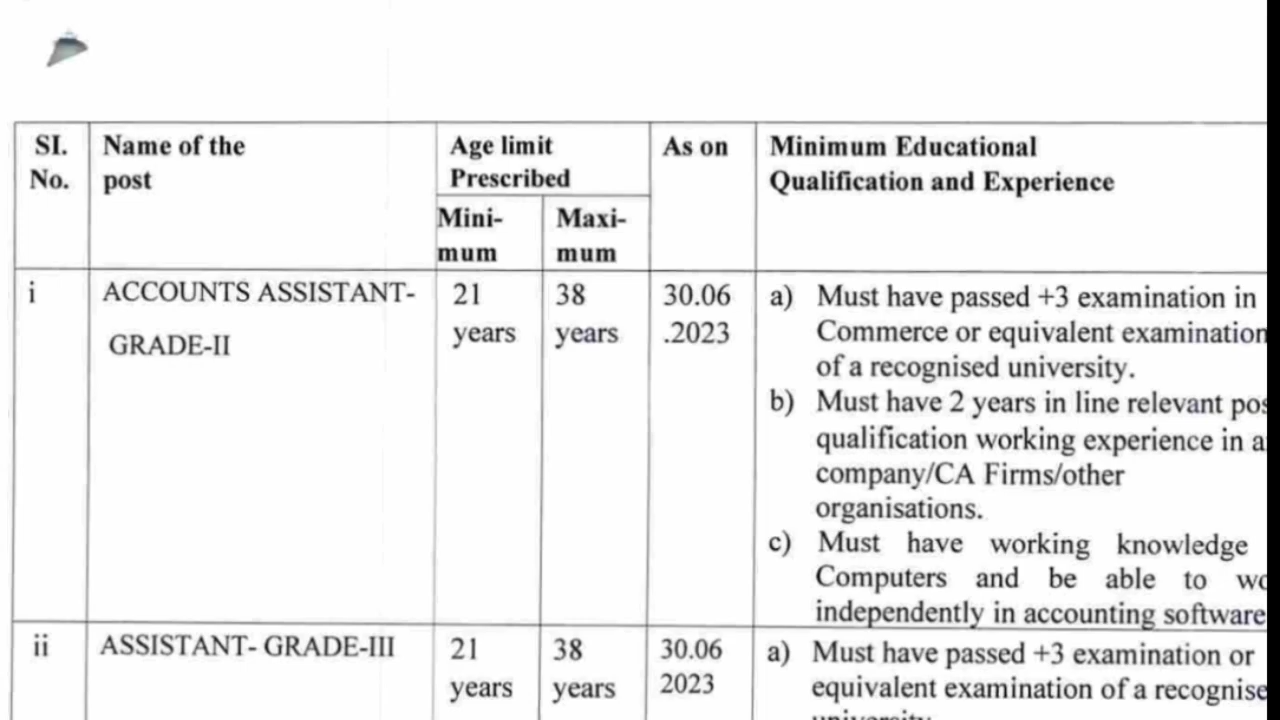 SI. No.
Name of the post
Age limit Prescribed
Mini-mum
Maxi-mum
As on
Minimum Educational
Qualification and Experience
i
ACCOUNTS ASSISTANT-
GRADE-II
21
years
38
years
30.06
.2023
a) Must have passed +3 examination in
Commerce or equivalent examination
of a recognised university.
b) Must have 2 years in line relevant
qualification working experience in a
company/CA Firms/other
organisations.
c) Must have working knowledge
Computers and be able to
independently in accounting software
ii
ASSISTANT- GRADE-III
21
years
38
years
30.06
2023
a) Must have passed +3 examination or
equivalent examination of a recognise